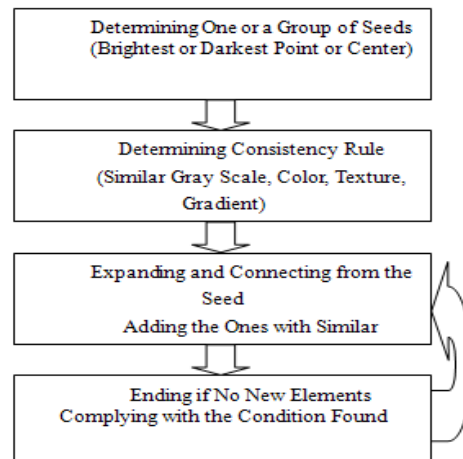 Determining One or a Group of Seeds
(Brightest or Darkest Point or Center)
Determining Consistency Rule
(Similar Gray Scale, Color, Texture,
Gradient)
Expanding and Connecting from the
Seed
Adding the Ones with Similar
Ending if No New Elements
Complying with the Condition Found